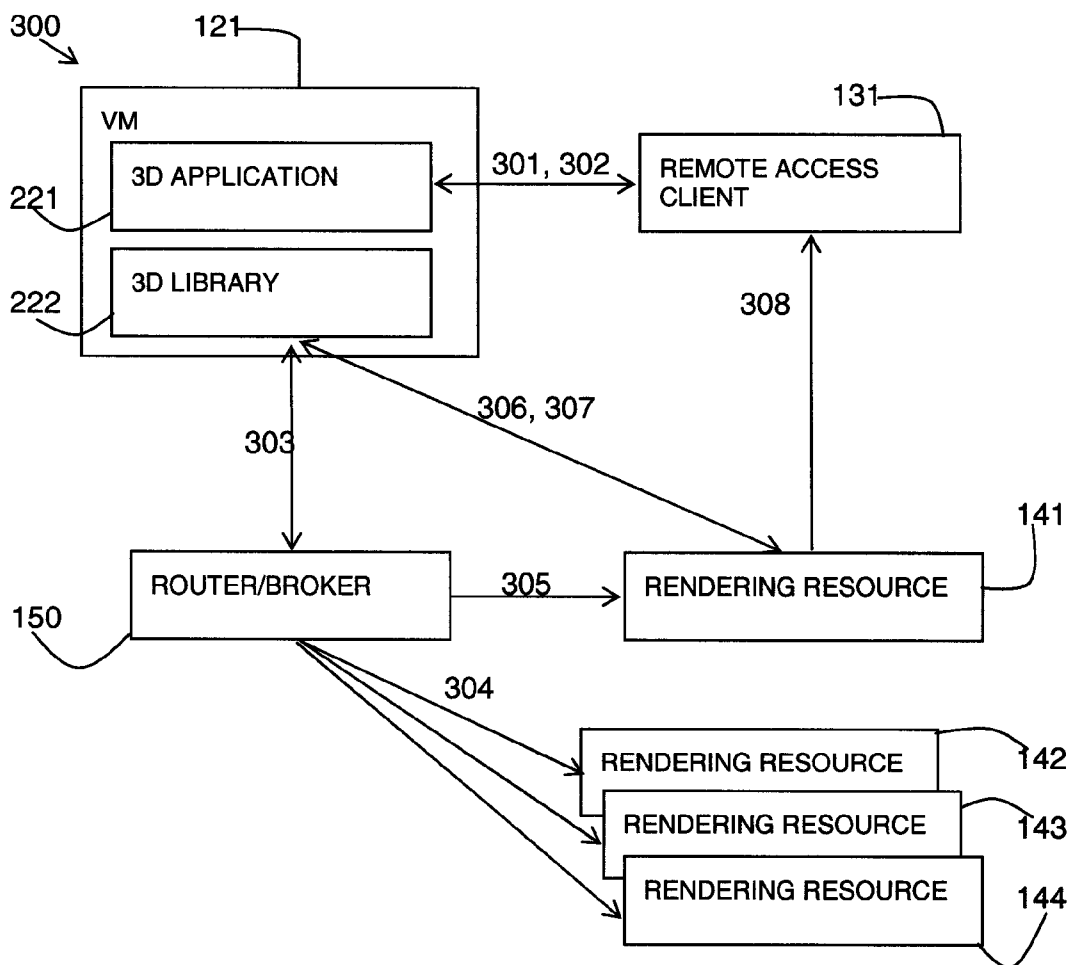 300
121
VM
131
3D APPLICATION
301, 302
REMOTE ACCESS
CLIENT
221
3D LIBRARY
222
308
306, 307
303
141
ROUTER/BROKER
305
RENDERING RESOURCE
150
304
RENDERING RESOURCE
142
RENDERING RESOURCE
143
RENDERING RESOURCE
144